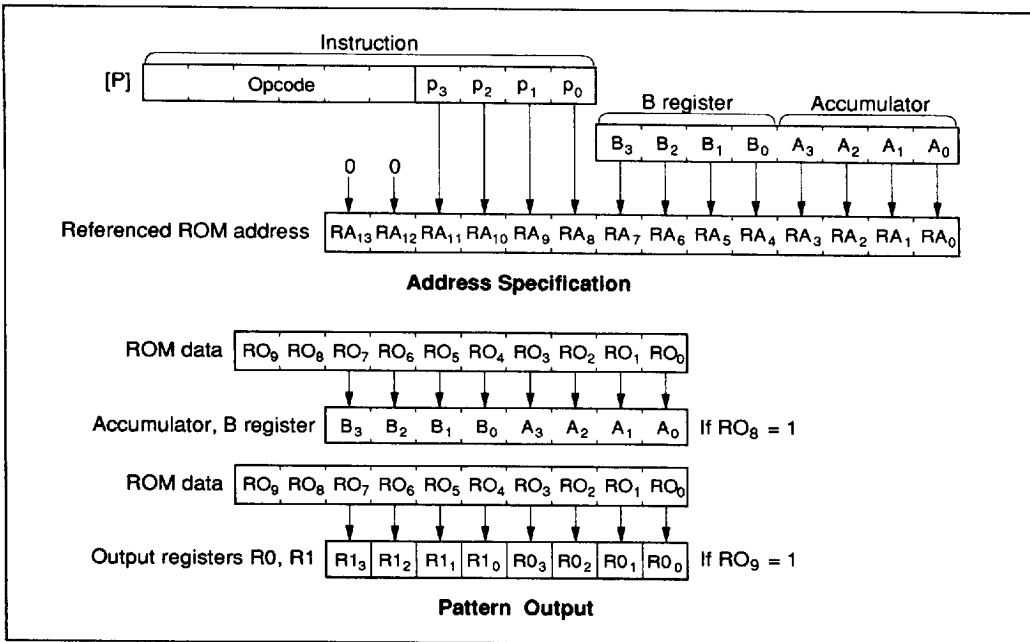 Instruction
[P] Opcode p₃ p₂ p₁ p₀
B register Accumulator
B₃ B₂ B₁ B₀ A₃ A₂ A₁ A₀
0 0
Referenced ROM address RA₁₃ RA₁₂ RA₁₁ RA₁₀ RA₉ RA₈ RA₇ RA₆ RA₅ RA₄ RA₃ RA₂ RA₁ RA₀
Address Specification
ROM data RO₉ RO₈ RO₇ RO₆ RO₅ RO₄ RO₃ RO₂ RO₁ RO₀
Accumulator, B register B₃ B₂ B₁ B₀ A₃ A₂ A₁ A₀ If RO₈ = 1
ROM data RO₉ RO₈ RO₇ RO₆ RO₅ RO₄ RO₃ RO₂ RO₁ RO₀
Output registers R0, R1 R1₃ R1₂ R1₁ R1₀ R0₃ R0₂ R0₁ R0₀ If RO₉ = 1
Pattern Output